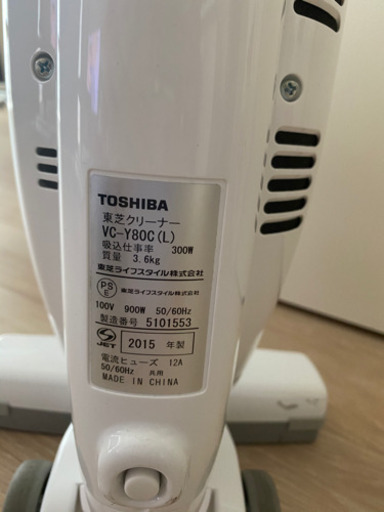 TOSHIBA
東芝クリーナー
VC-Y80C(L)
吸込仕事率 300W
質量 3.6kg
東芝ライフスタイル株式会社
PS E 東芝ライフスタイル株式会社
100V 900W 50/60Hz
製造番号 5101553
S JET 2015 年製
電流ヒューズ 12A
50/60Hz 共用
MADE IN CHINA